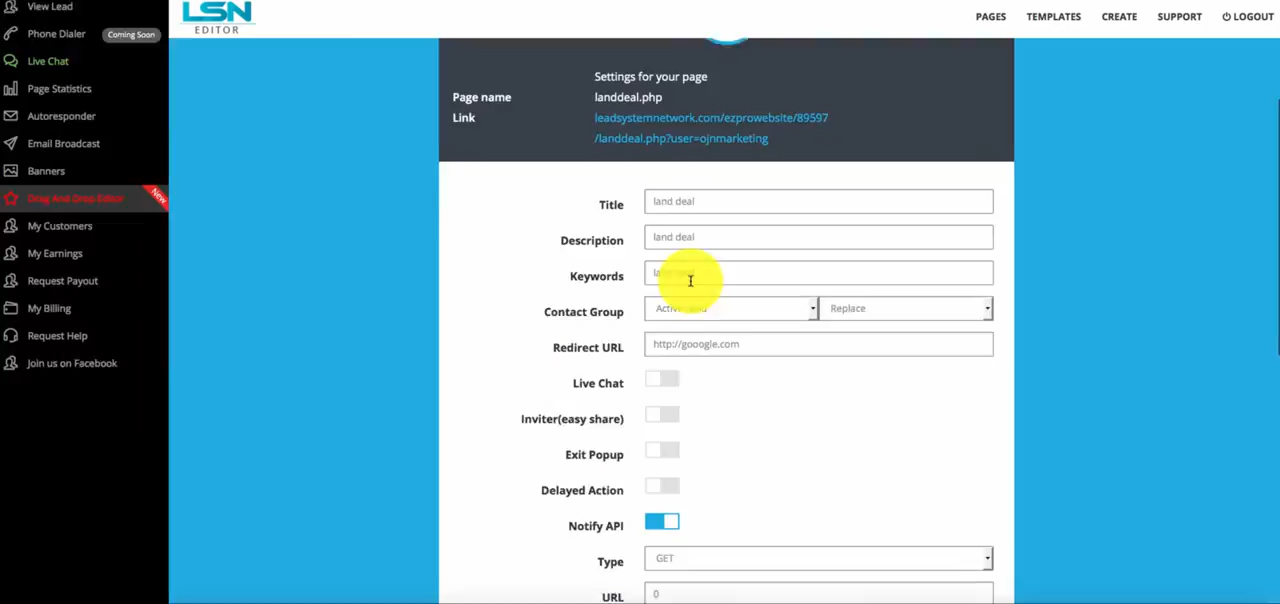 View Lead
Phone Dialer Coming Soon
Live Chat
Page Statistics
Autoresponder
Email Broadcast
Banners
Drag And Drop Editor New
My Customers
My Earnings
Request Payout
My Billing
Request Help
Join us on Facebook
LSN
EDITOR
PAGES TEMPLATES CREATE SUPPORT LOGOUT
Settings for your page
Page name landdeal.php
Link leadsystemnetwork.com/ezprowebsite/89597
/landdeal.php?user=ojnmarketing
Title land deal
Description land deal
Keywords
Contact Group Replace
Redirect URL http://gooogle.com
Live Chat
Inviter(easy share)
Exit Popup
Delayed Action
Notify API
Type GET
URL 0